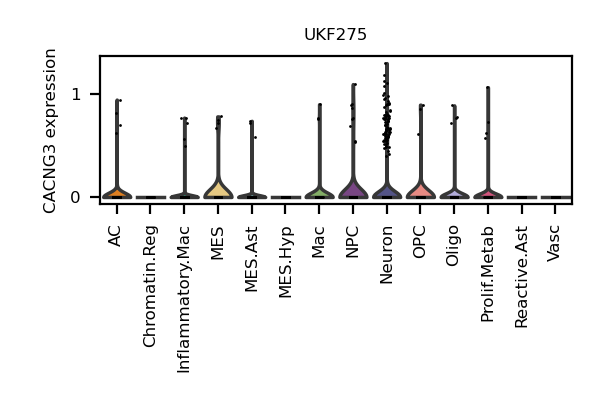 UKF275
CACNG3 expression
1
0
AC
Chromatin.Reg
Inflammatory.Mac
MES
MES.Ast
MES.Hyp
Mac
NPC
Neuron
OPC
Oligo
Prolif.Metab
Reactive.Ast
Vasc